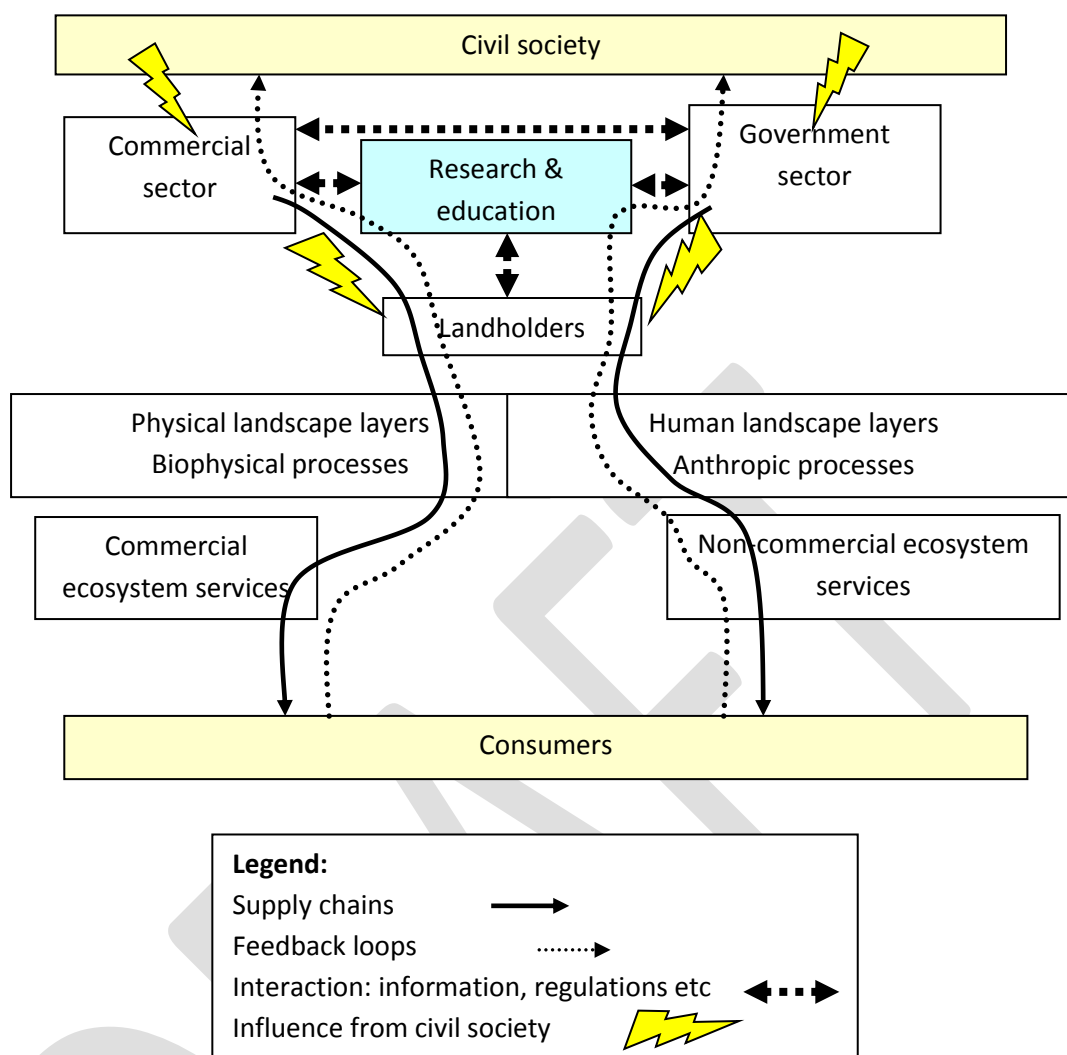 Civil society
Commercial
sector
Research &
education
Government
sector
Landholders
Physical landscape layers
Biophysical processes
Human landscape layers
Anthropic processes
Commercial
ecosystem services
Non-commercial ecosystem
services
Consumers
Legend:
Supply chains
Feedback loops
Interaction: information, regulations etc
Influence from civil society
DRAFT